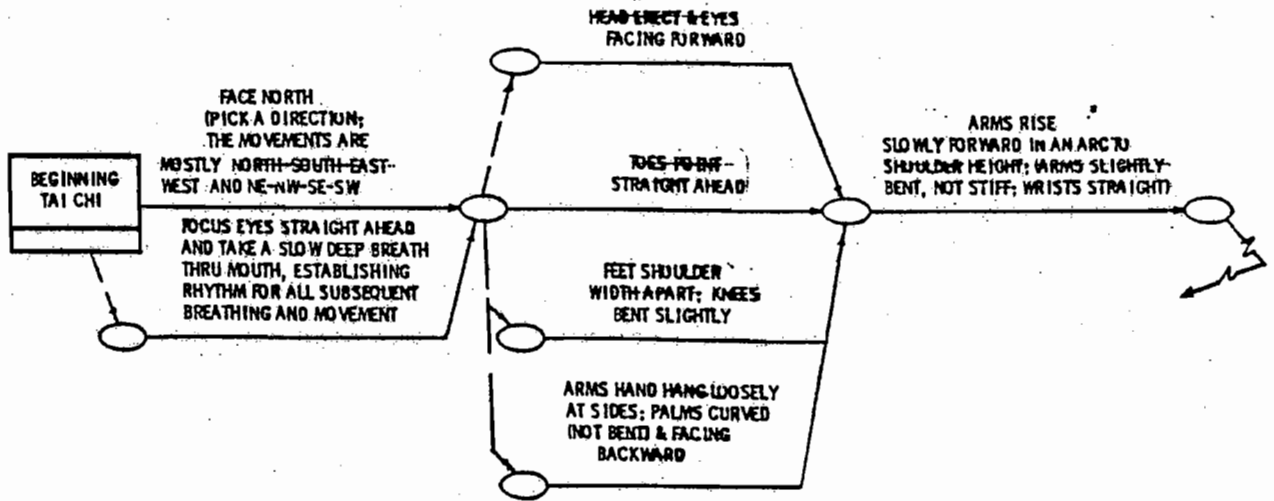 BEGINNING
TAI CHI
FACE NORTH
(PICK A DIRECTION;
THE MOVEMENTS ARE
MOSTLY NORTH-SOUTH-EAST-
WEST AND NE-NW-SE-SW
FOCUS EYES STRAIGHT AHEAD
AND TAKE A SLOW DEEP BREATH
THRU MOUTH, ESTABLISHING
RHYTHM FOR ALL SUBSEQUENT
BREATHING AND MOVEMENT
HEAD ERECT & EYES
FACING FORWARD
TOES POINT
STRAIGHT AHEAD
FEET SHOULDER
WIDTH APART; KNEES
BENT SLIGHTLY
ARMS HAND HANG LOOSELY
AT SIDES; PALMS CURVED
(NOT BENT) & FACING
BACKWARD
ARMS RISE
SLOWLY FORWARD IN AN ARC TO
SHOULDER HEIGHT; (ARMS SLIGHTLY
BENT, NOT STIFF; WRISTS STRAIGHT)